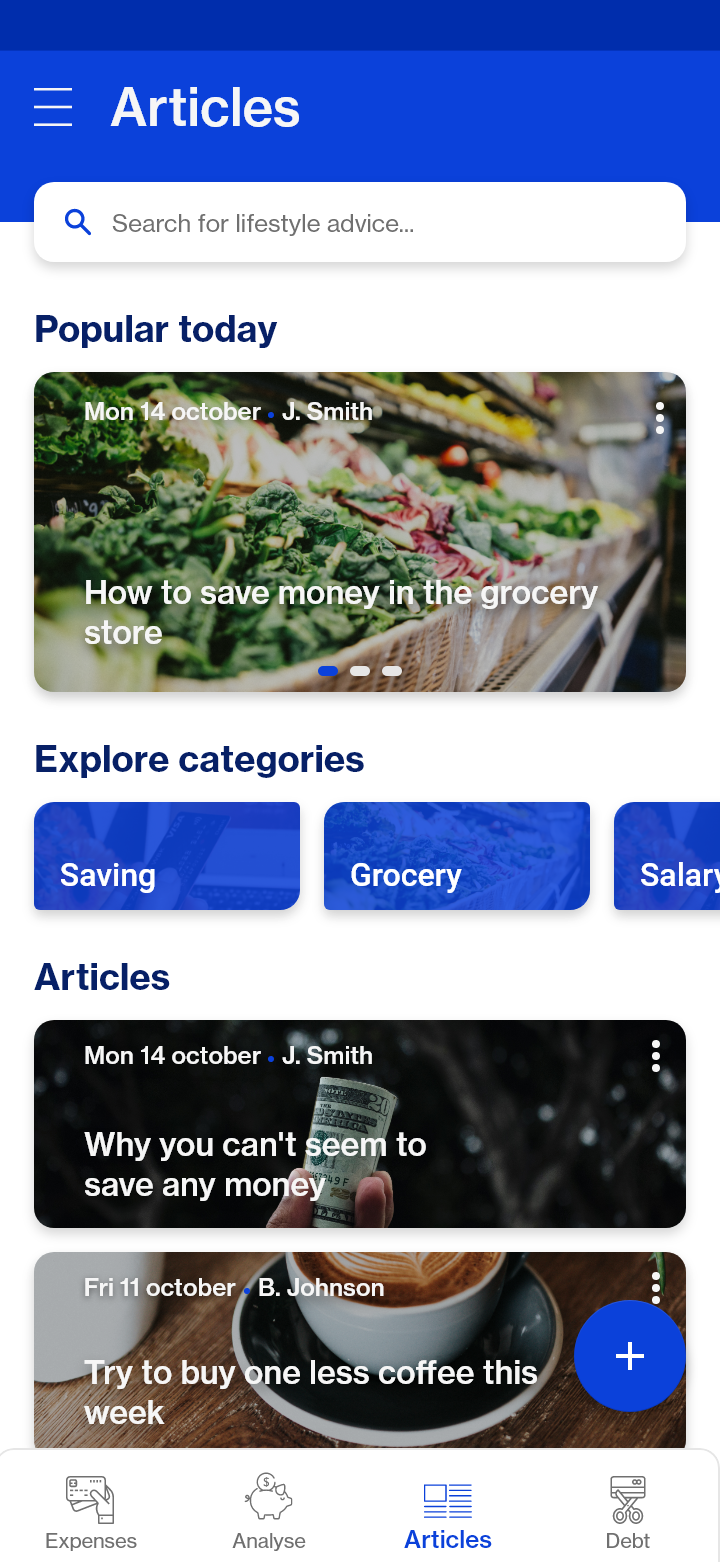 Articles
Search for lifestyle advice...
Popular today
Mon 14 october • J. Smith
How to save money in the grocery
store
Explore categories
Saving
Grocery
Salary
Articles
Mon 14 october • J. Smith
Why you can't seem to
save any money
Fri 11 october • B. Johnson
Try to buy one less coffee this
week
Expenses
Analyse
Articles
Debt